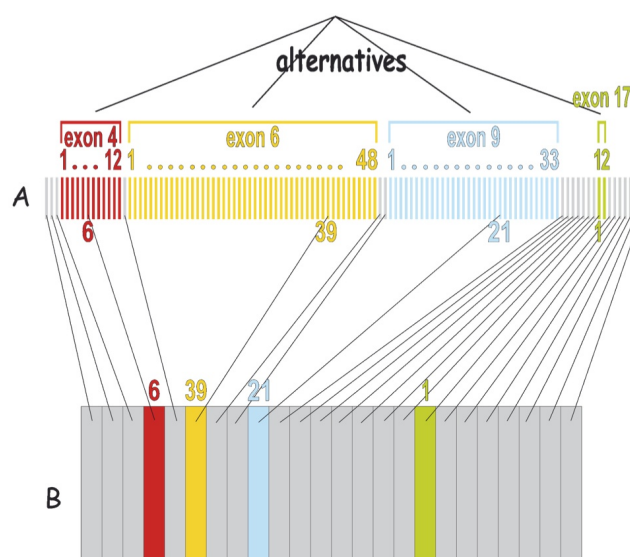 alternatives
exon 17
exon 4 exon 6 exon 9
1 ... 12 1 .................... 48 1 ............. 33 12
A
6 39 21 1
6 39 21 1
B